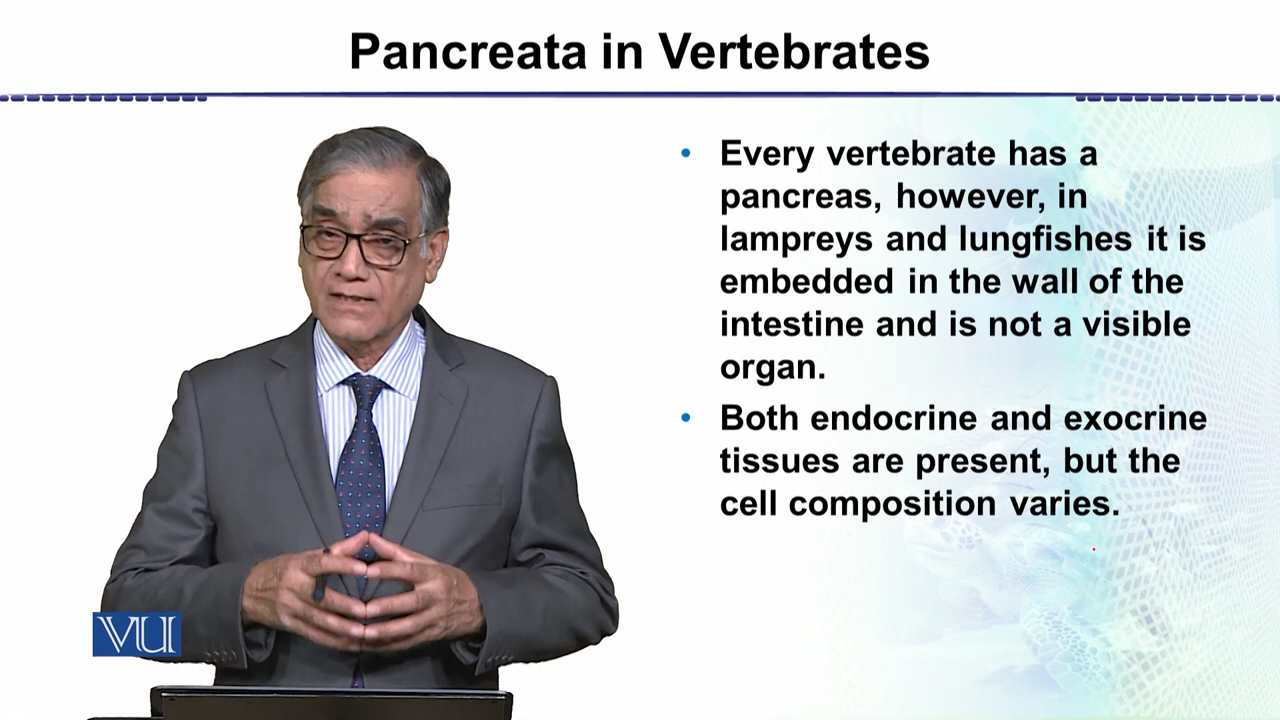 Pancreata in Vertebrates
• Every vertebrate has a
pancreas, however, in
lampreys and lungfishes it is
embedded in the wall of the
intestine and is not a visible
organ.
• Both endocrine and exocrine
tissues are present, but the
cell composition varies.
VU